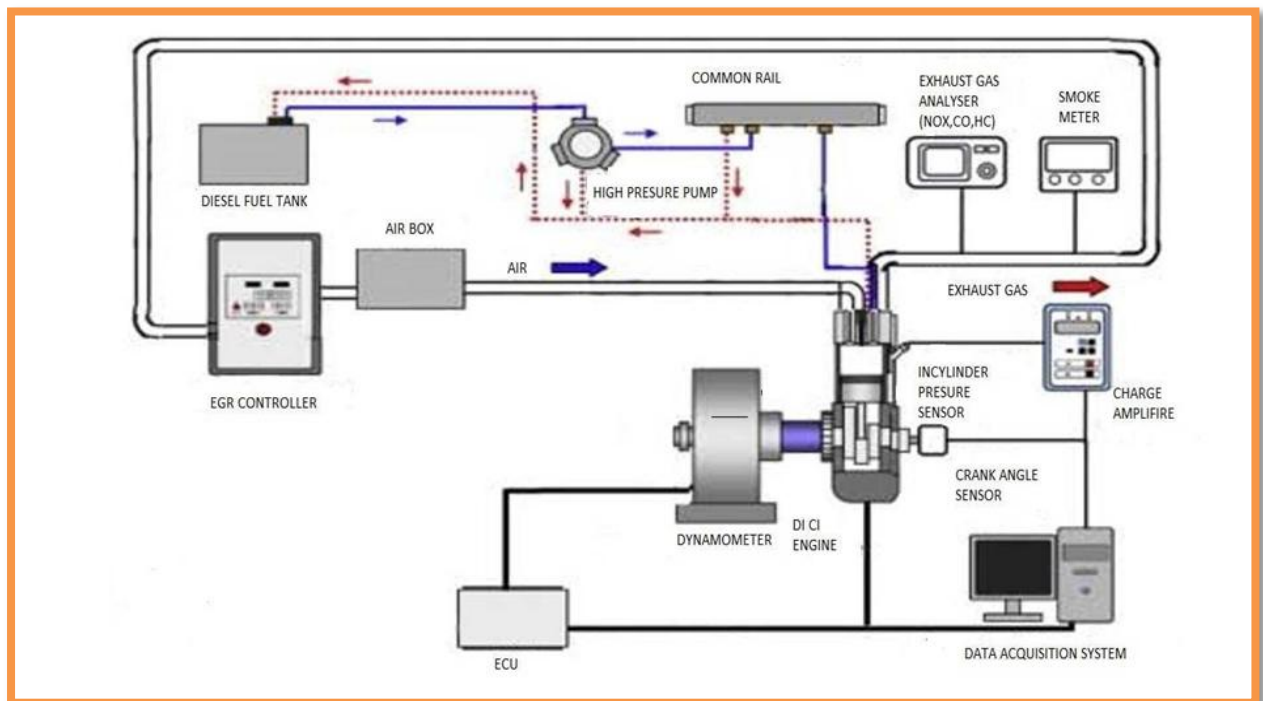 COMMON RAIL
EXHAUST GAS
ANALYSER
(NOX,CO,HC)
SMOKE
METER
DIESEL FUEL TANK
HIGH PRESURE PUMP
AIR BOX
AIR
EXHAUST GAS
EGR CONTROLLER
INCYLINDER
PRESURE
SENSOR
CHARGE
AMPLIFIRE
CRANK ANGLE
SENSOR
DYNAMOMETER
DI CI
ENGINE
ECU
DATA ACQUISITION SYSTEM